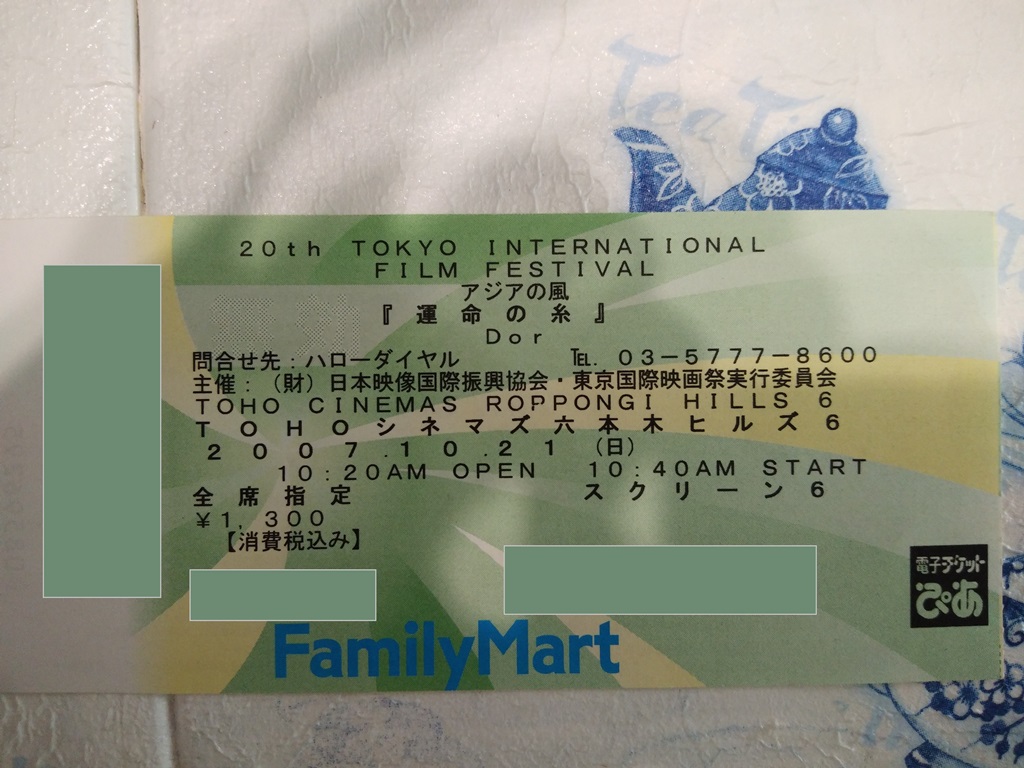 Tea T
20th TOKYO INTERNATIONAL
FILM FESTIVAL
アジアの風
『運命の糸』
Dor
問合せ先:ハローダイヤル ℡. 03-5777-8600
主催:(財)日本映像国際振興協会・東京国際映画祭実行委員会
TOHO CINEMAS ROPPONGI HILLS 6
TOHOシネマズ六本木ヒルズ6
2007.10.21 (日)
10:20AM OPEN 10:40AM START
全席指定 スクリーン6
¥1,300
【消費税込み】
電子チケット
ぴあ
FamilyMart